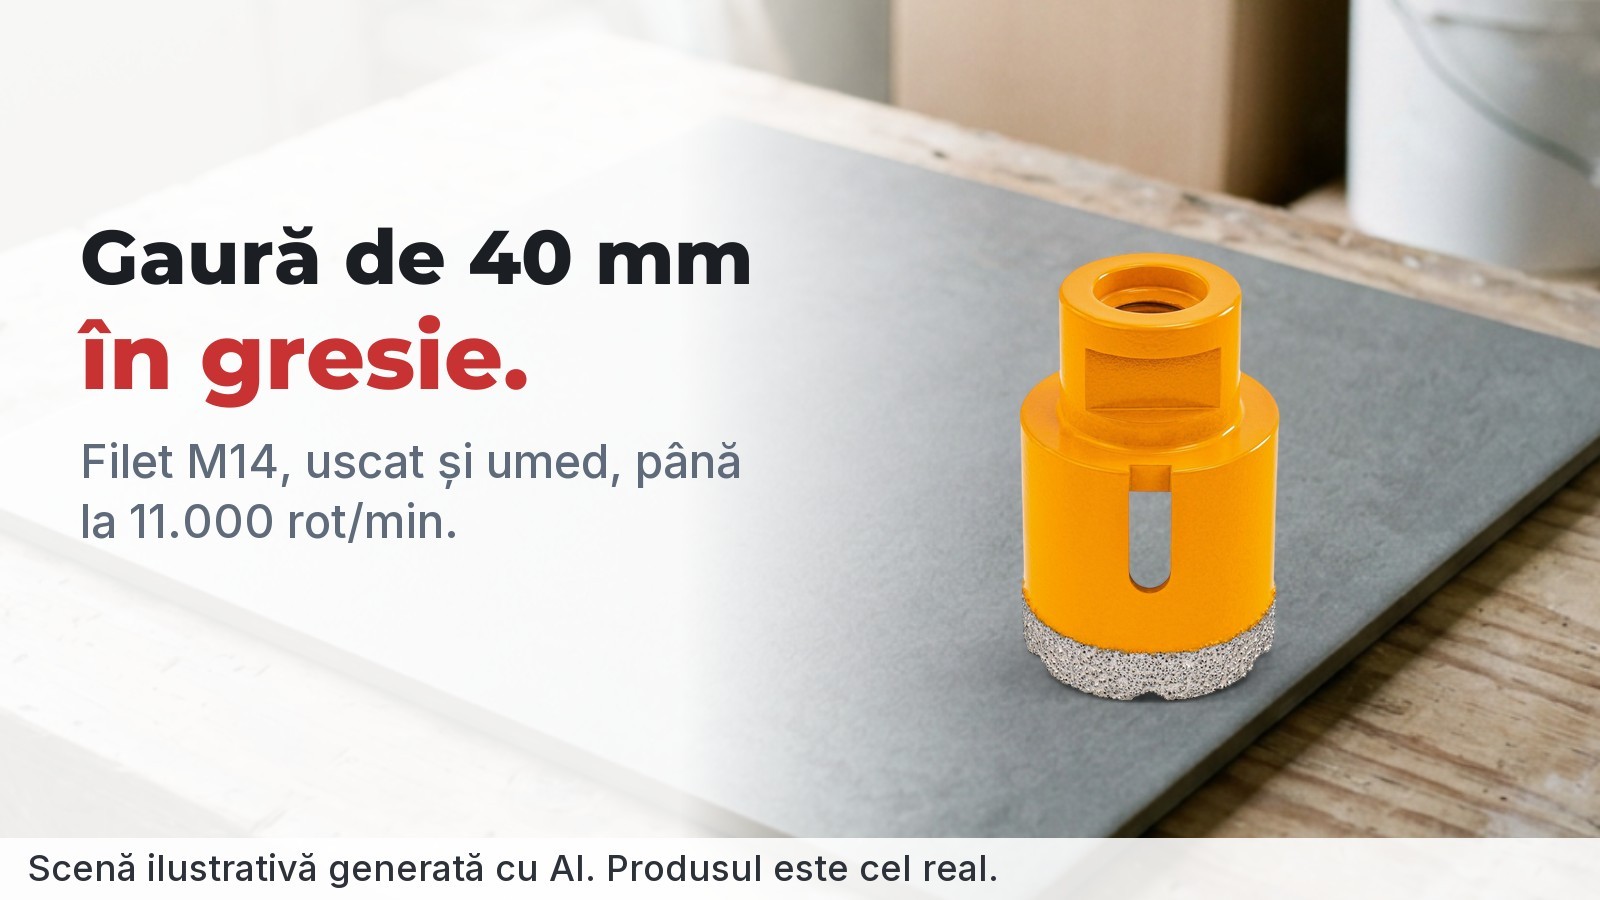 Gaură de 40 mm
în gresie.
Filet M14, uscat și umed, până
la 11.000 rot/min.
Scenă ilustrativă generată cu AI. Produsul este cel real.